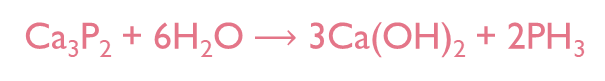 Ca₃P₂ + 6H₂O ⟶ 3Ca(OH)₂ + 2PH₃